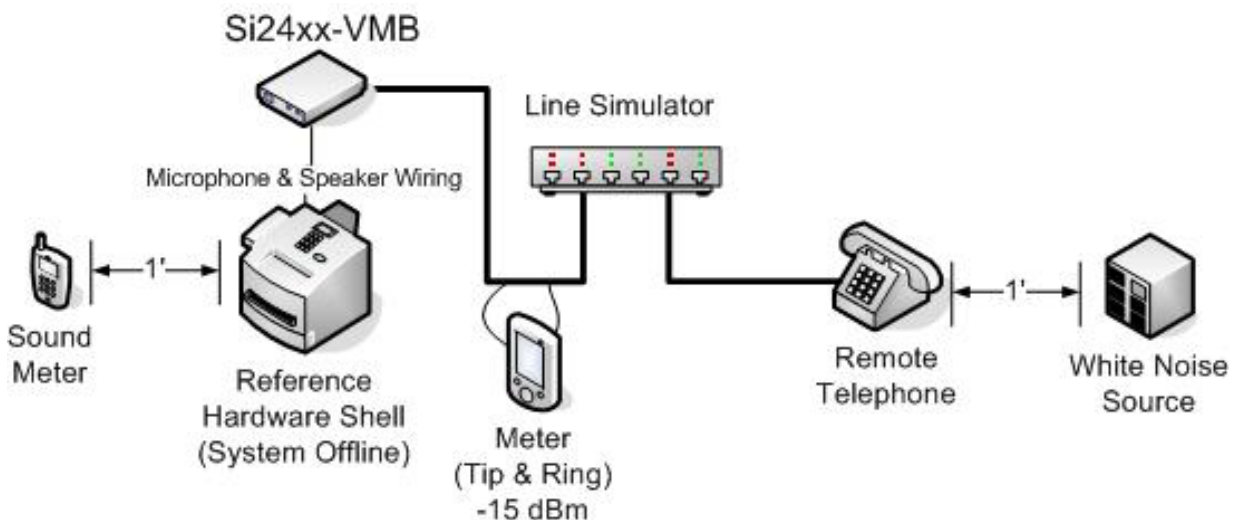 Si24xx-VMB
Line Simulator
Microphone & Speaker Wiring
1'
1'
Sound
Meter
Reference
Hardware Shell
(System Offline)
Meter
(Tip & Ring)
-15 dBm
Remote
Telephone
White Noise
Source